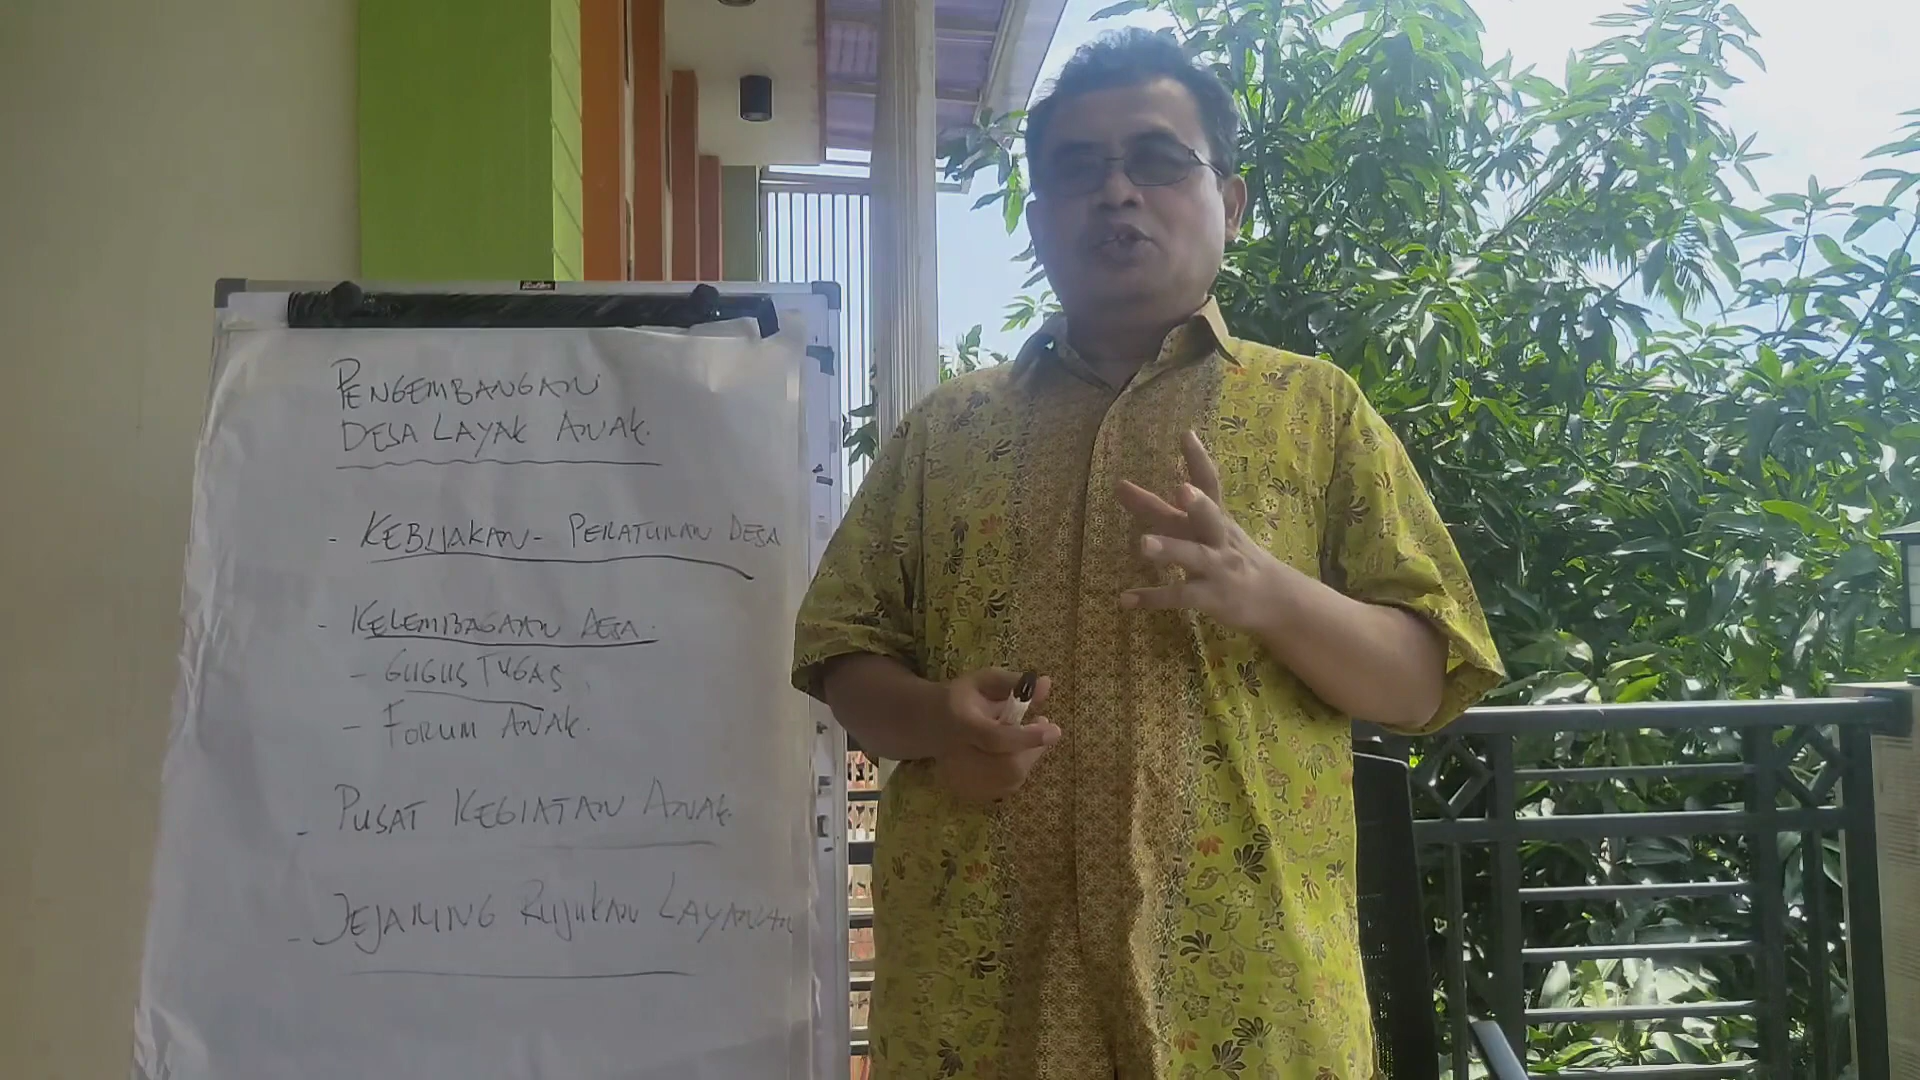 PENGEMBANGAN
DESA LAYAK ANAK.
- KEBIJAKAN - PERATURAN DESA
- KELEMBAGAAN DESA.
- GUGUS TUGAS
- FORUM ANAK.
- PUSAT KEGIATAN ANAK.
- JEJARING RUJUKAN LAYANAN